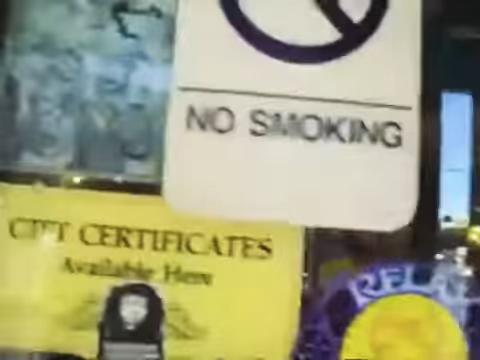 NO SMOKING
GIFT CERTIFICATES
Available Here
RELA